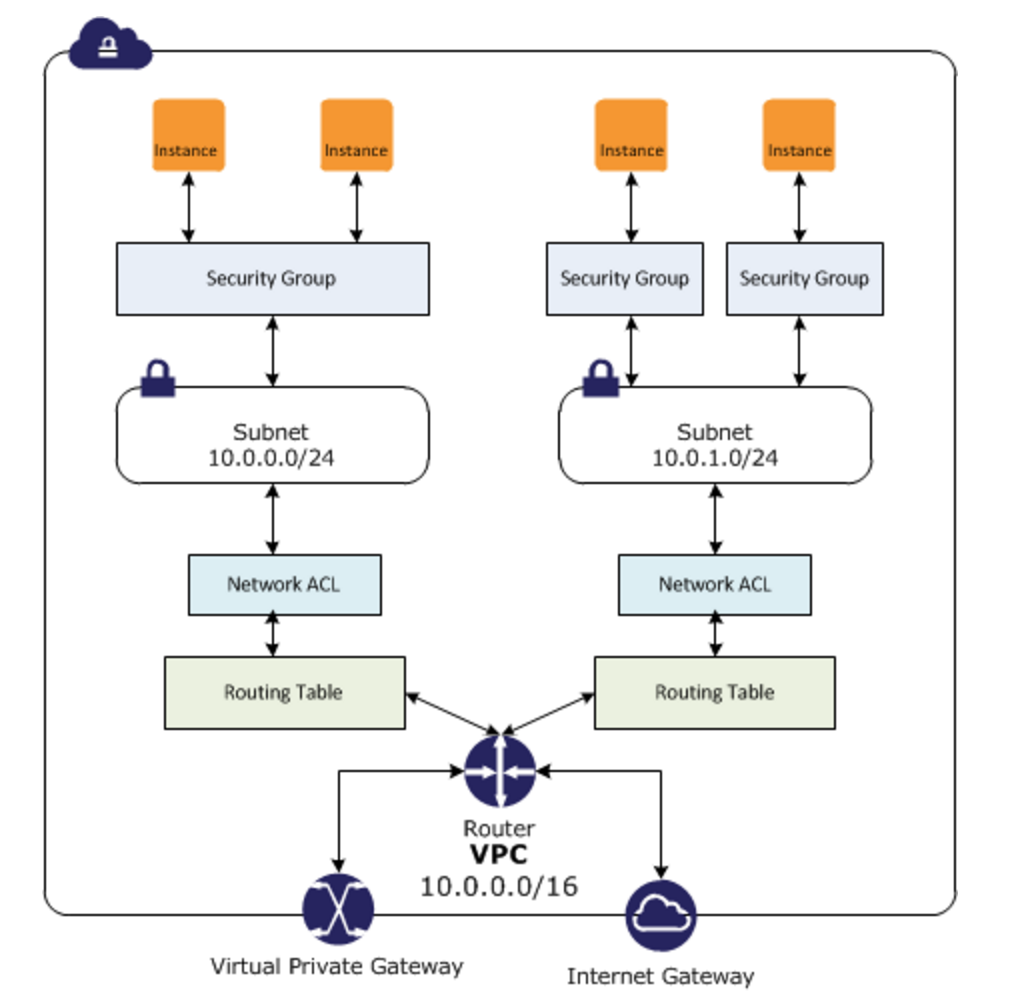 Instance
Instance
Instance
Instance
Security Group
Security Group
Security Group
Subnet
10.0.0.0/24
Subnet
10.0.1.0/24
Network ACL
Network ACL
Routing Table
Routing Table
Router
VPC
10.0.0.0/16
Virtual Private Gateway
Internet Gateway